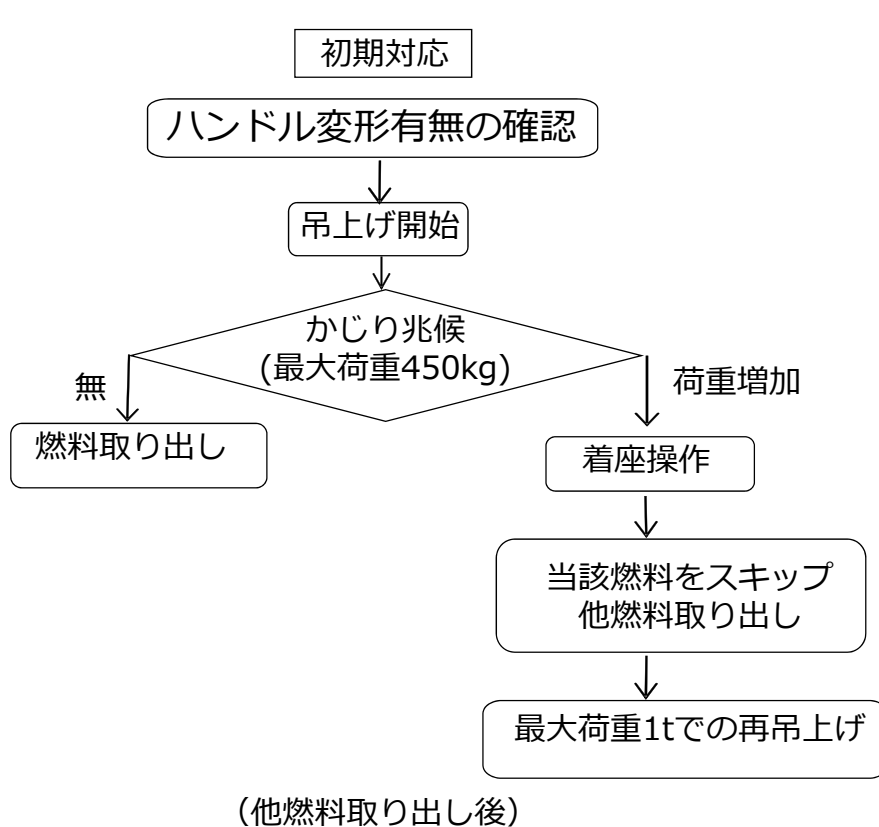 初期対応
ハンドル変形有無の確認
吊上げ開始
かじり兆候
(最大荷重450kg)
無
荷重増加
燃料取り出し
着座操作
当該燃料をスキップ
他燃料取り出し
最大荷重1tでの再吊上げ
（他燃料取り出し後）